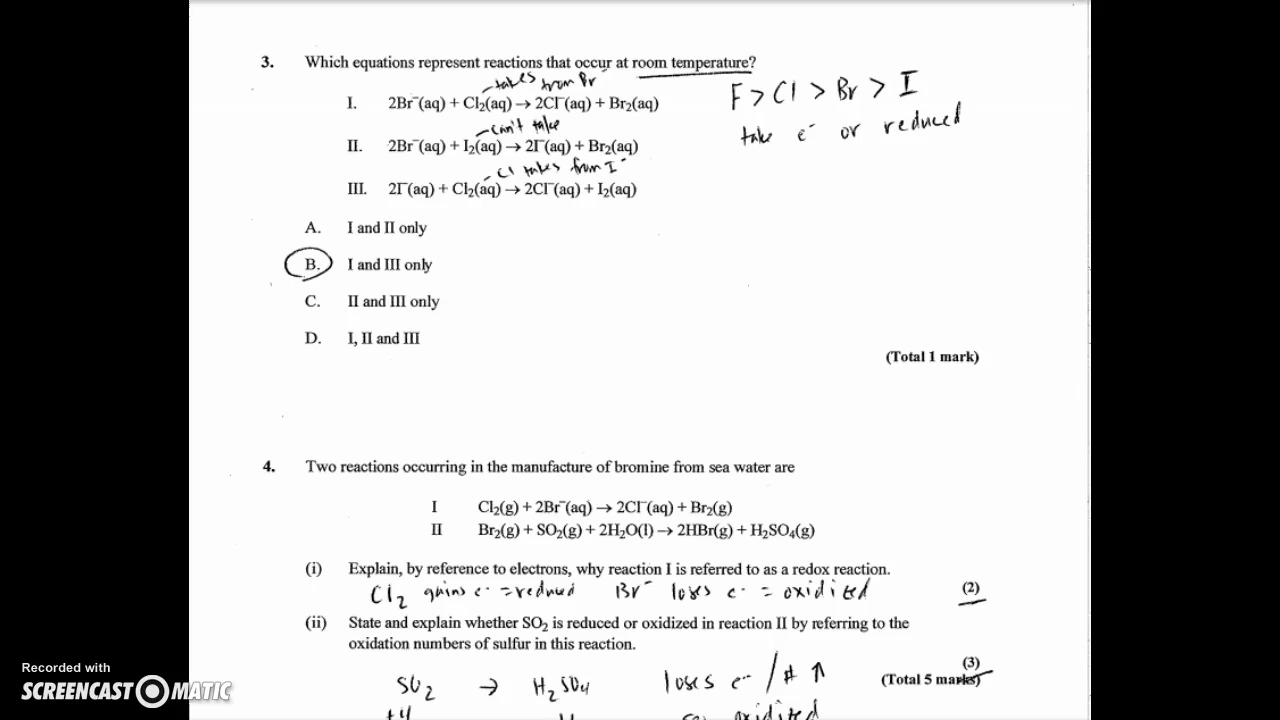 3. Which equations represent reactions that occur at room temperature?
- takes from Br⁻
F > Cl > Br > I
I. 2Br⁻(aq) + Cl₂(aq) → 2Cl⁻(aq) + Br₂(aq)
take e⁻ or reduced
- can't take
II. 2Br⁻(aq) + I₂(aq) → 2I⁻(aq) + Br₂(aq)
- Cl takes from I⁻
III. 2I⁻(aq) + Cl₂(aq) → 2Cl⁻(aq) + I₂(aq)
A. I and II only
B. I and III only
C. II and III only
D. I, II and III
(Total 1 mark)
4. Two reactions occurring in the manufacture of bromine from sea water are
I Cl₂(g) + 2Br⁻(aq) → 2Cl⁻(aq) + Br₂(g)
II Br₂(g) + SO₂(g) + 2H₂O(l) → 2HBr(g) + H₂SO₄(g)
(i) Explain, by reference to electrons, why reaction I is referred to as a redox reaction.
Cl₂ gains e⁻ = reduced Br⁻ loses e⁻ = oxidized
(2)
(ii) State and explain whether SO₂ is reduced or oxidized in reaction II by referring to the
oxidation numbers of sulfur in this reaction.
(3)
(Total 5 marks)
SO₂ → H₂SO₄ loses e⁻ / # ↑
+4 oxidized
Recorded with
SCREENCAST-O-MATIC